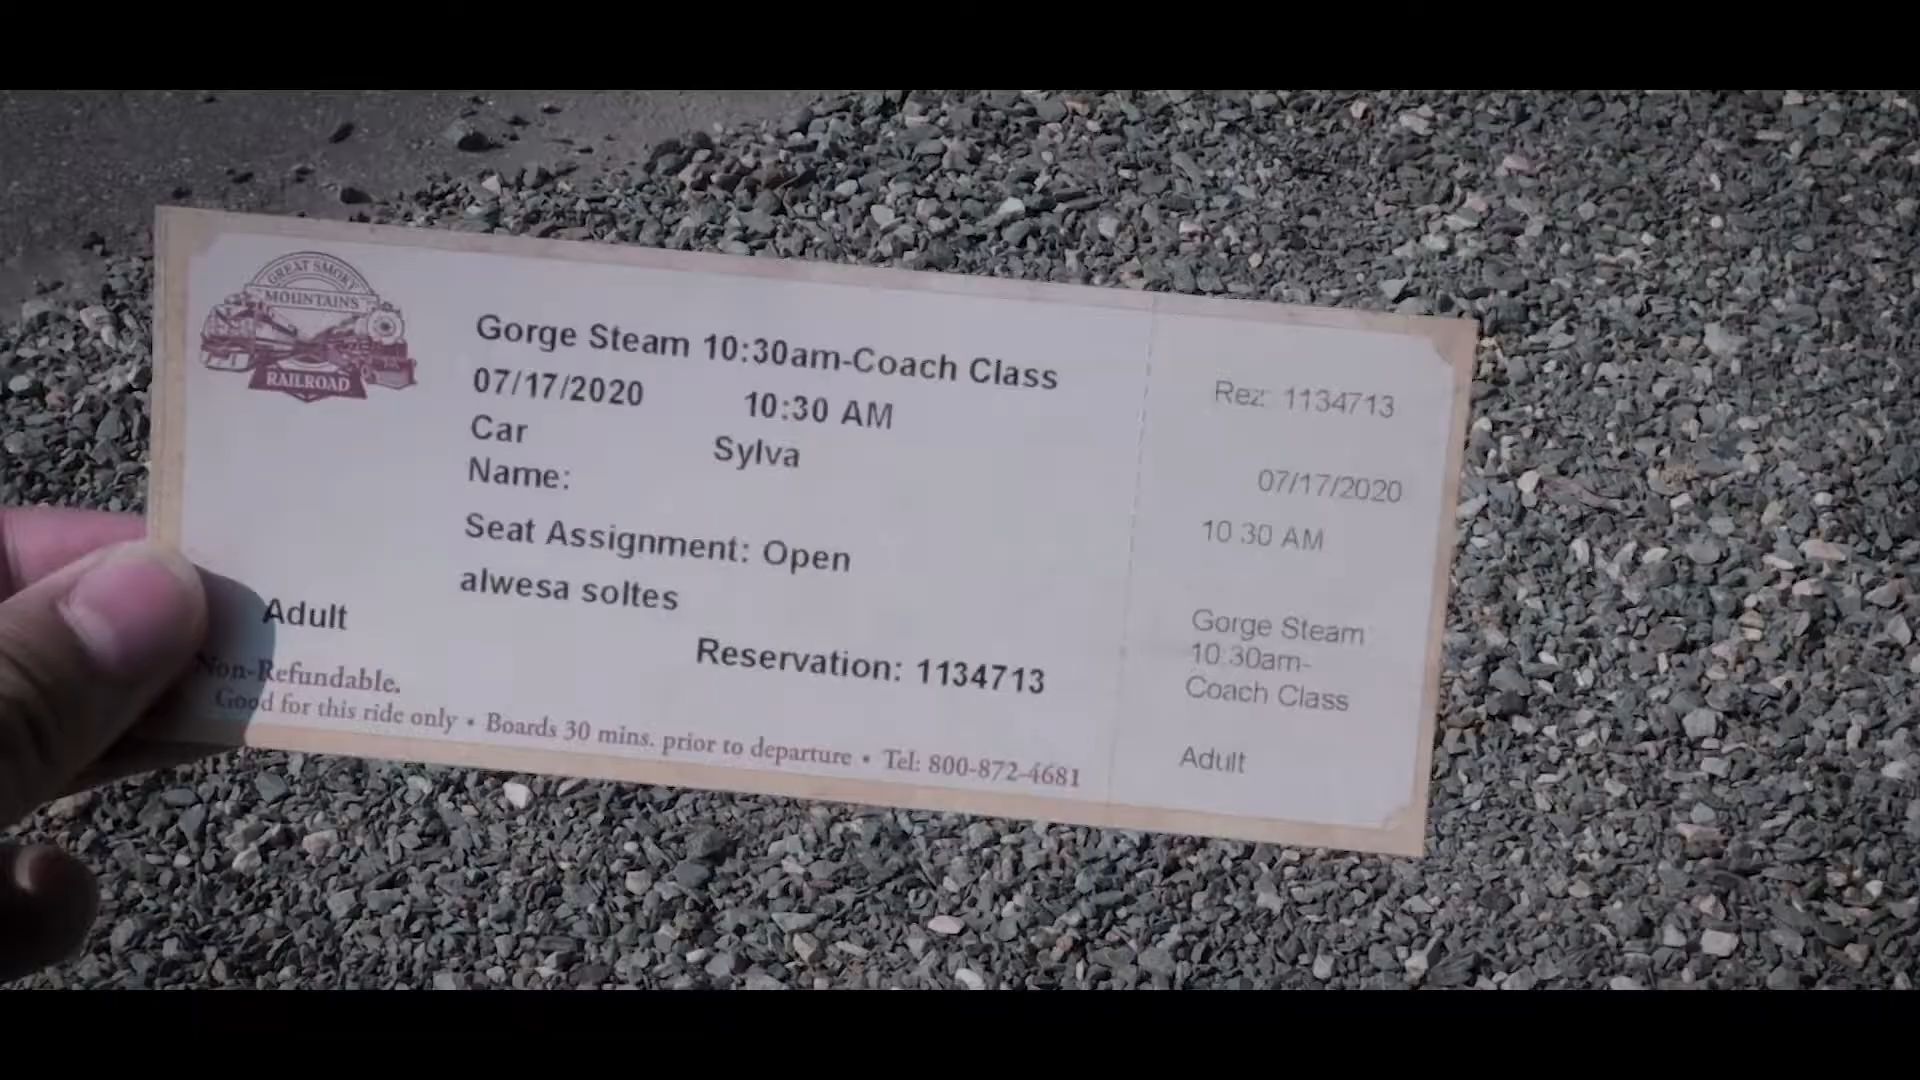 GREAT SMOKY
MOUNTAINS
RAILROAD
Gorge Steam 10:30am-Coach Class
07/17/2020 10:30 AM
Car Sylva
Name:
Seat Assignment: Open
alwesa soltes
Adult
Reservation: 1134713
Non-Refundable.
Good for this ride only • Boards 30 mins. prior to departure • Tel: 800-872-4681
Rez: 1134713
07/17/2020
10:30 AM
Gorge Steam
10:30am-
Coach Class
Adult